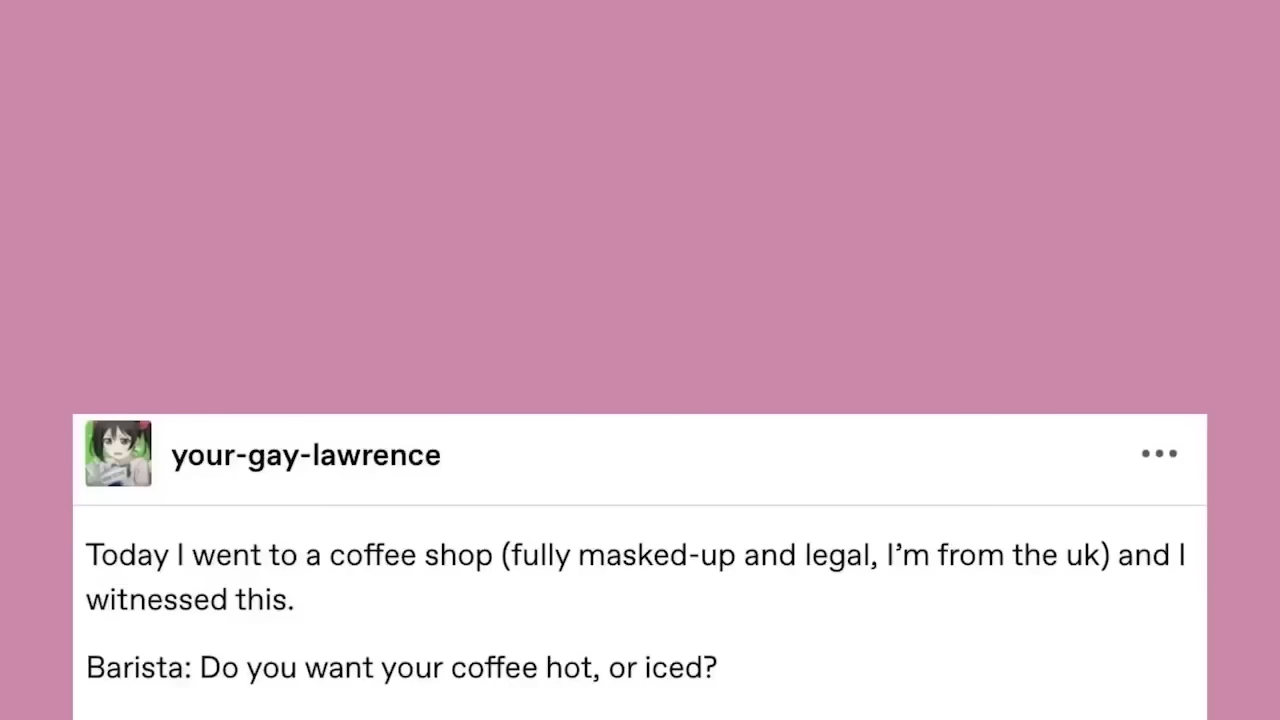 your-gay-lawrence
Today I went to a coffee shop (fully masked-up and legal, I’m from the uk) and I
witnessed this.
Barista: Do you want your coffee hot, or iced?